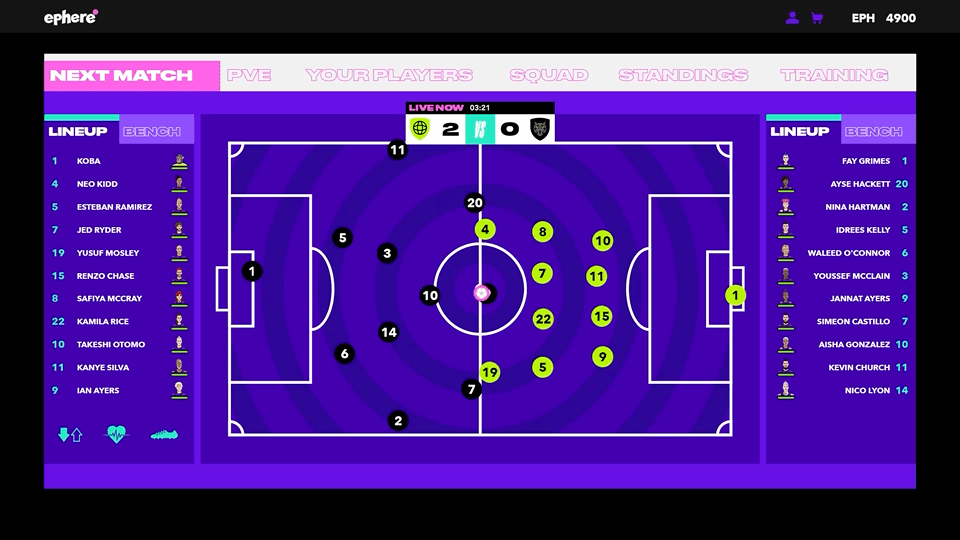 ephere
EPH 4900
NEXT MATCH PVE YOUR PLAYERS SQUAD STANDINGS TRAINING
LIVE NOW 03:21
2 VS 0
LINEUP BENCH
1 KOBA
4 NEO KIDD
5 ESTEBAN RAMIREZ
7 JED RYDER
19 YUSUF MOSLEY
15 RENZO CHASE
8 SAFIYA MCCRAY
22 KAMILA RICE
10 TAKESHI OTOMO
11 KANYE SILVA
9 IAN AYERS
11
20
4
8
10
5
3
1
7
11
10
1
22
15
14
6
9
19
5
7
2
LINEUP BENCH
FAY GRIMES 1
AYSE HACKETT 20
NINA HARTMAN 2
IDREES KELLY 5
WALEED O'CONNER 6
YOUSSEF MCCLAIN 3
JANNAT AYERS 9
SIMEON CASTILLO 7
AISHA GONZALEZ 10
KEVIN CHURCH 11
NICO LYON 14